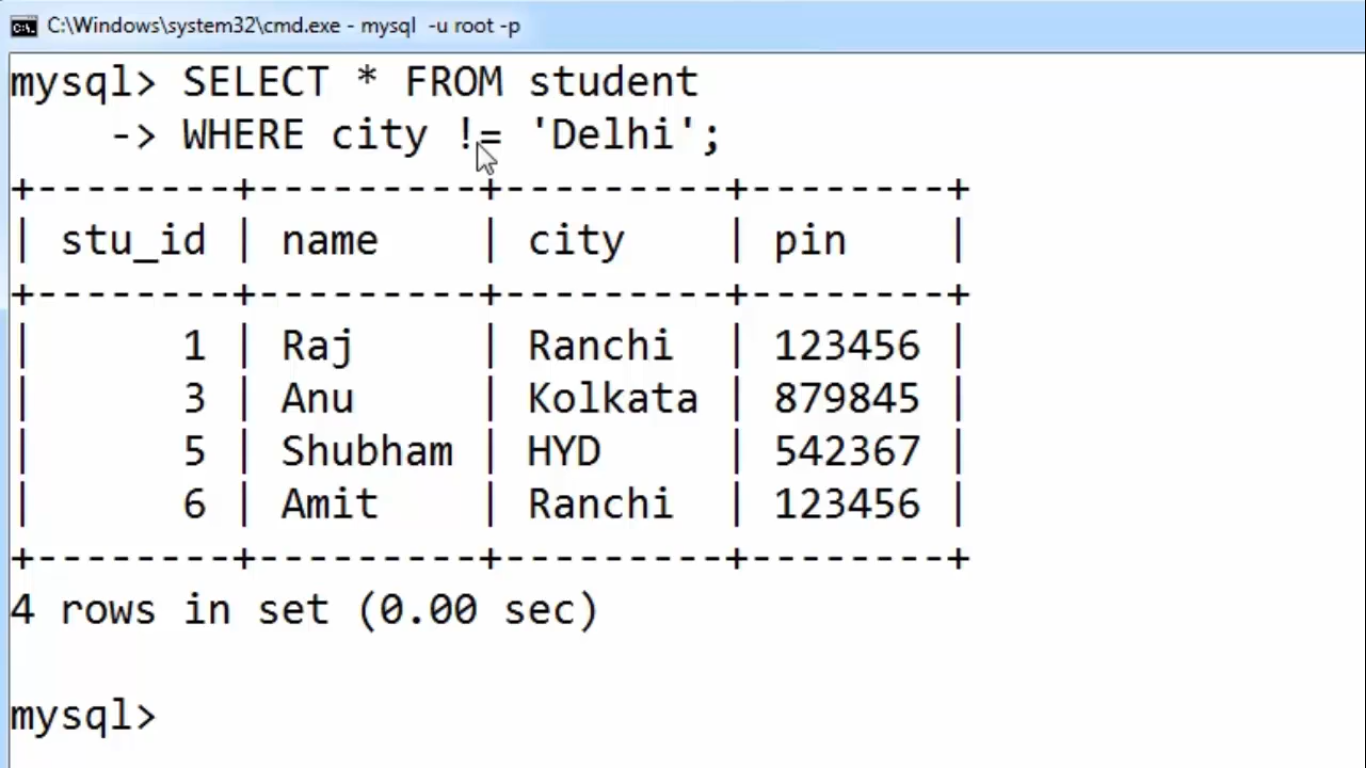 C:\Windows\system32\cmd.exe - mysql  -u root -p
mysql> SELECT * FROM student
    -> WHERE city != 'Delhi';
+--------+---------+---------+--------+
| stu_id | name    | city    | pin    |
+--------+---------+---------+--------+
|      1 | Raj     | Ranchi  | 123456 |
|      3 | Anu     | Kolkata | 879845 |
|      5 | Shubham | HYD     | 542367 |
|      6 | Amit    | Ranchi  | 123456 |
+--------+---------+---------+--------+
4 rows in set (0.00 sec)
mysql>